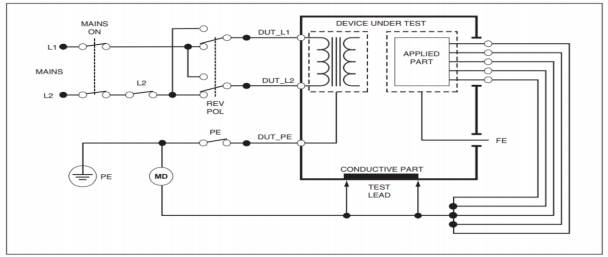 MAINS
ON
DEVICE UNDER TEST
DUT_L1
L1
APPLIED
PART
MAINS
L2
DUT_L2
L2
REV
POL
PE
DUT_PE
FE
CONDUCTIVE PART
PE
MD
TEST
LEAD